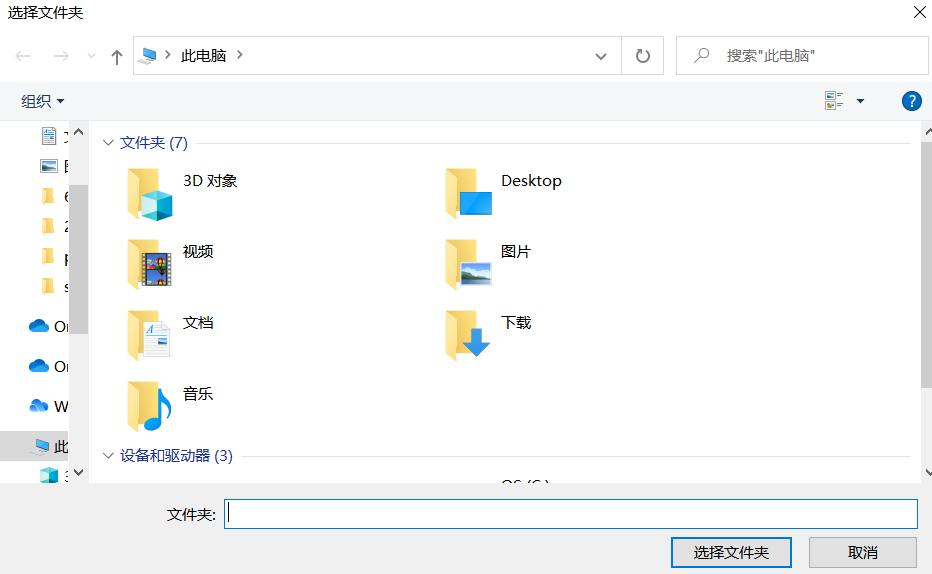 选择文件夹
此电脑
搜索"此电脑"
组织
文件夹 (7)
3D 对象
Desktop
视频
图片
文档
下载
音乐
设备和驱动器 (3)
文件夹:
选择文件夹
取消